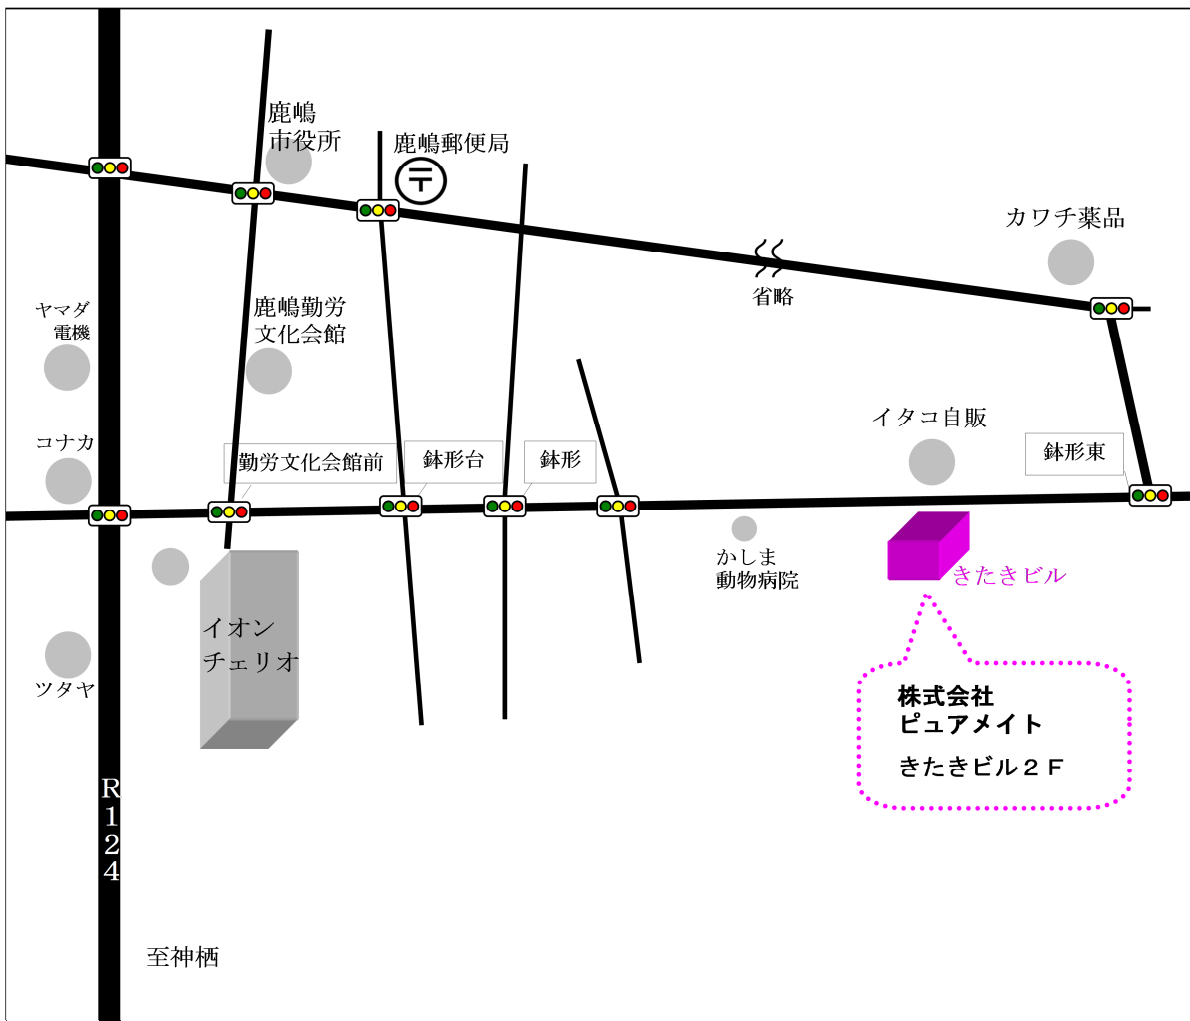 鹿嶋
市役所
鹿嶋郵便局
カワチ薬品
省略
ヤマダ
電機
鹿嶋勤労
文化会館
コナカ
イタコ自販
勤労文化会館前
鉢形台
鉢形
鉢形東
かしま
動物病院
きたきビル
イオン
チェリオ
ツタヤ
株式会社
ピュアメイト
きたきビル２Ｆ
R
1
2
4
至神栖